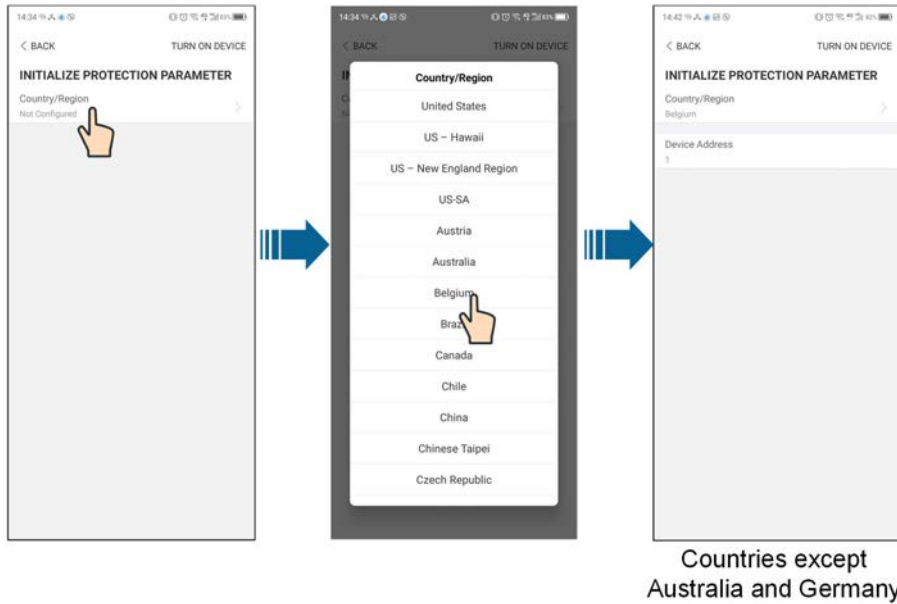 14:34
83%
< BACK
TURN ON DEVICE
INITIALIZE PROTECTION PARAMETER
Country/Region
Not Configured
14:34
83%
< BACK
TURN ON DEVICE
Country/Region
United States
US – Hawaii
US – New England Region
US-SA
Austria
Australia
Belgium
Canada
Chile
China
Chinese Taipei
Czech Republic
14:42
82%
< BACK
TURN ON DEVICE
INITIALIZE PROTECTION PARAMETER
Country/Region
Belgium
Device Address
1
Countries except
Australia and Germany